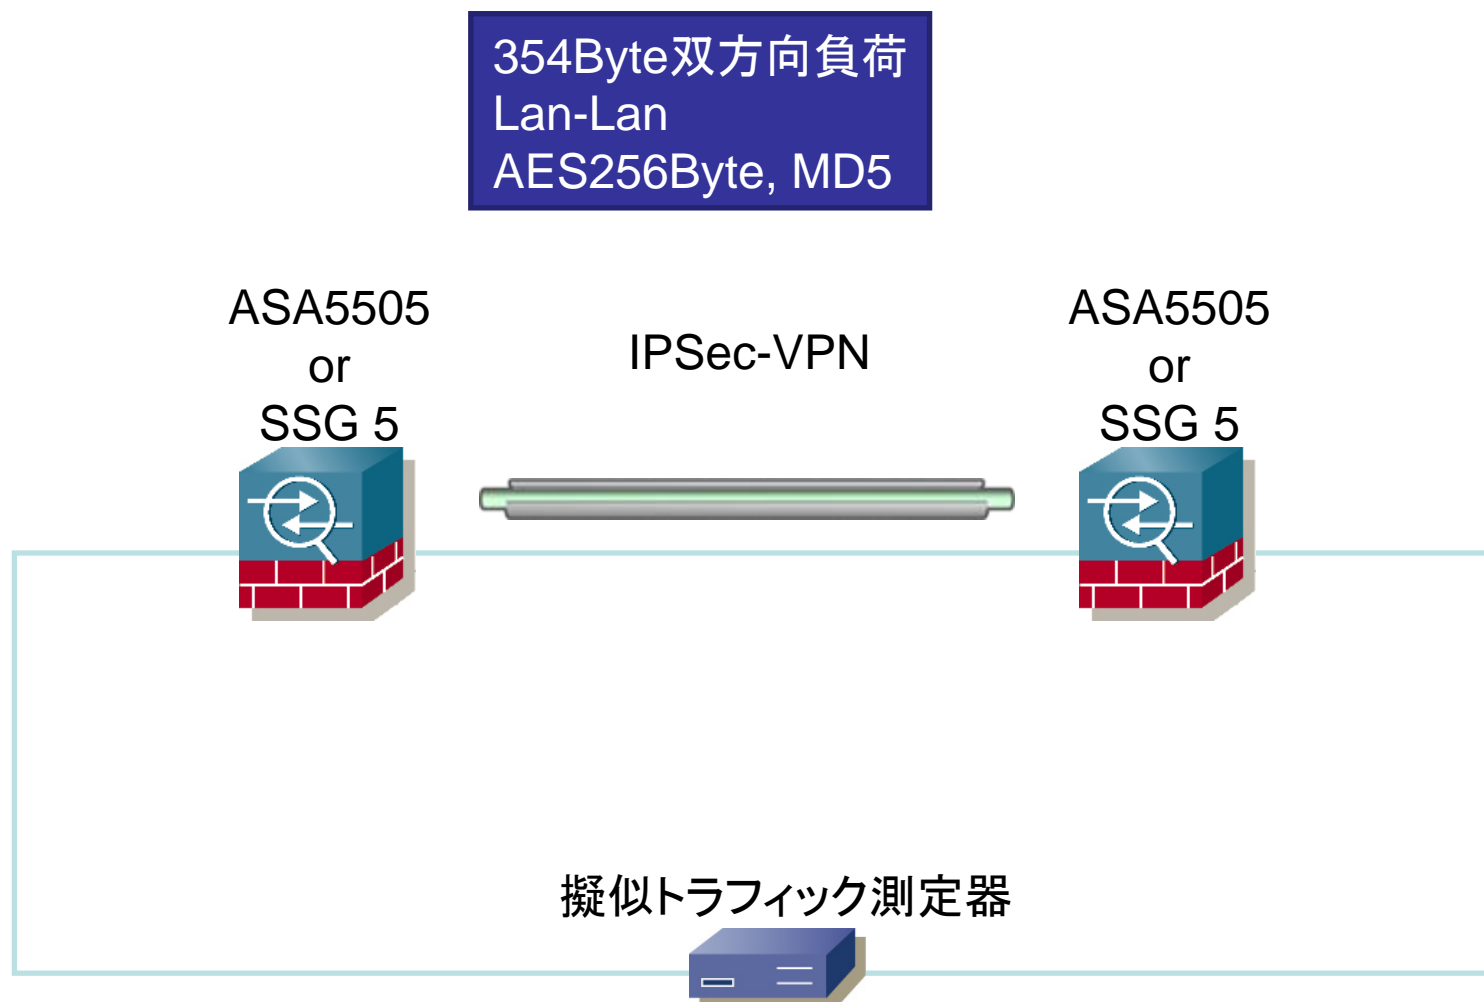 354Byte双方向負荷
Lan-Lan
AES256Byte, MD5
ASA5505
or
SSG 5
IPSec-VPN
ASA5505
or
SSG 5
擬似トラフィック測定器